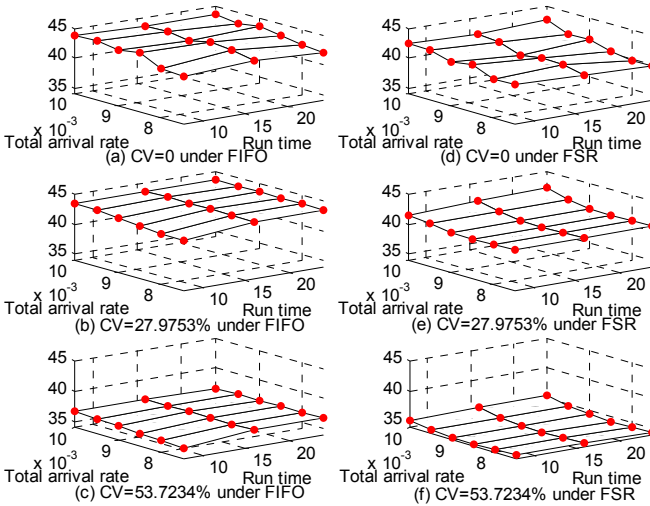 45
40
35
10
9
8
x 10⁻³
Total arrival rate
10
15
20
Run time
(a) CV=0 under FIFO
45
40
35
10
9
8
x 10⁻³
Total arrival rate
10
15
20
Run time
(d) CV=0 under FSR
45
40
35
10
9
8
x 10⁻³
Total arrival rate
10
15
20
Run time
(b) CV=27.9753% under FIFO
45
40
35
10
9
8
x 10⁻³
Total arrival rate
10
15
20
Run time
(e) CV=27.9753% under FSR
45
40
35
10
9
8
x 10⁻³
Total arrival rate
10
15
20
Run time
(c) CV=53.7234% under FIFO
45
40
35
10
9
8
x 10⁻³
Total arrival rate
10
15
20
Run time
(f) CV=53.7234% under FSR